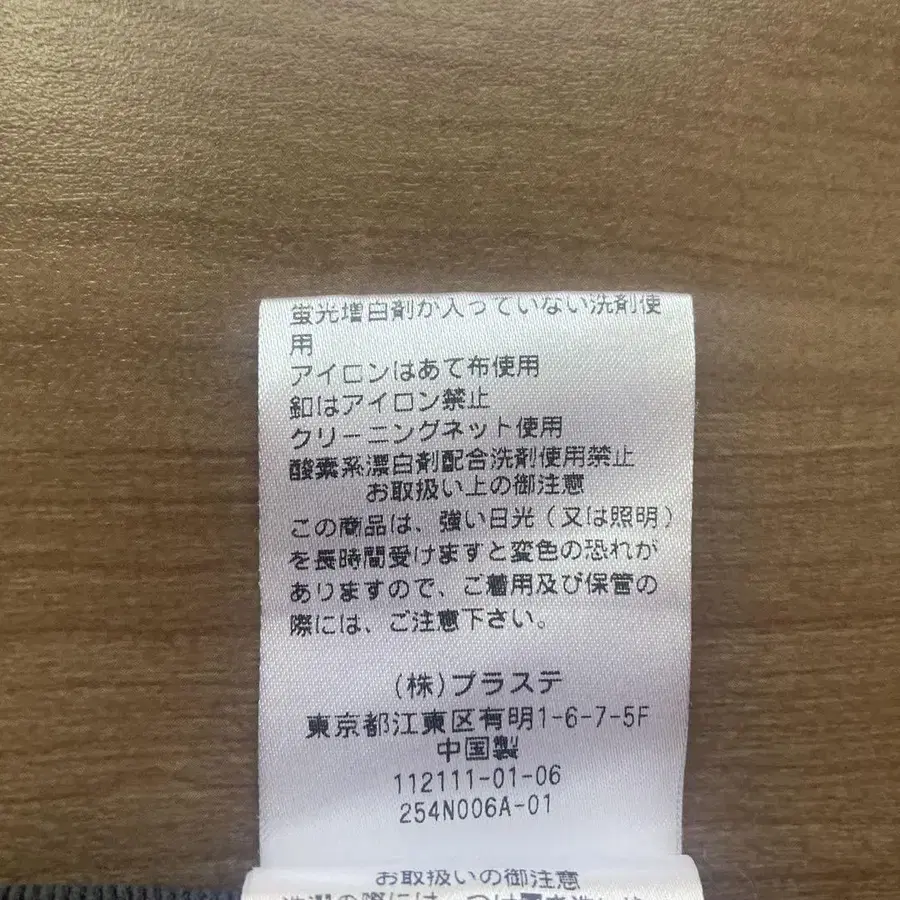 蛍光増白剤が入っていない洗剤使
用
アイロンはあて布使用
釦はアイロン禁止
クリーニングネット使用
酸素系漂白剤配合洗剤使用禁止
お取扱い上の御注意
この商品は、強い日光(又は照明)
を長時間受けますと変色の恐れが
ありますので、ご着用及び保管の
際には、ご注意下さい。
(株)プラステ
東京都江東区有明1-6-7-5F
中国製
112111-01-06
254N006A-01
お取扱いの御注意